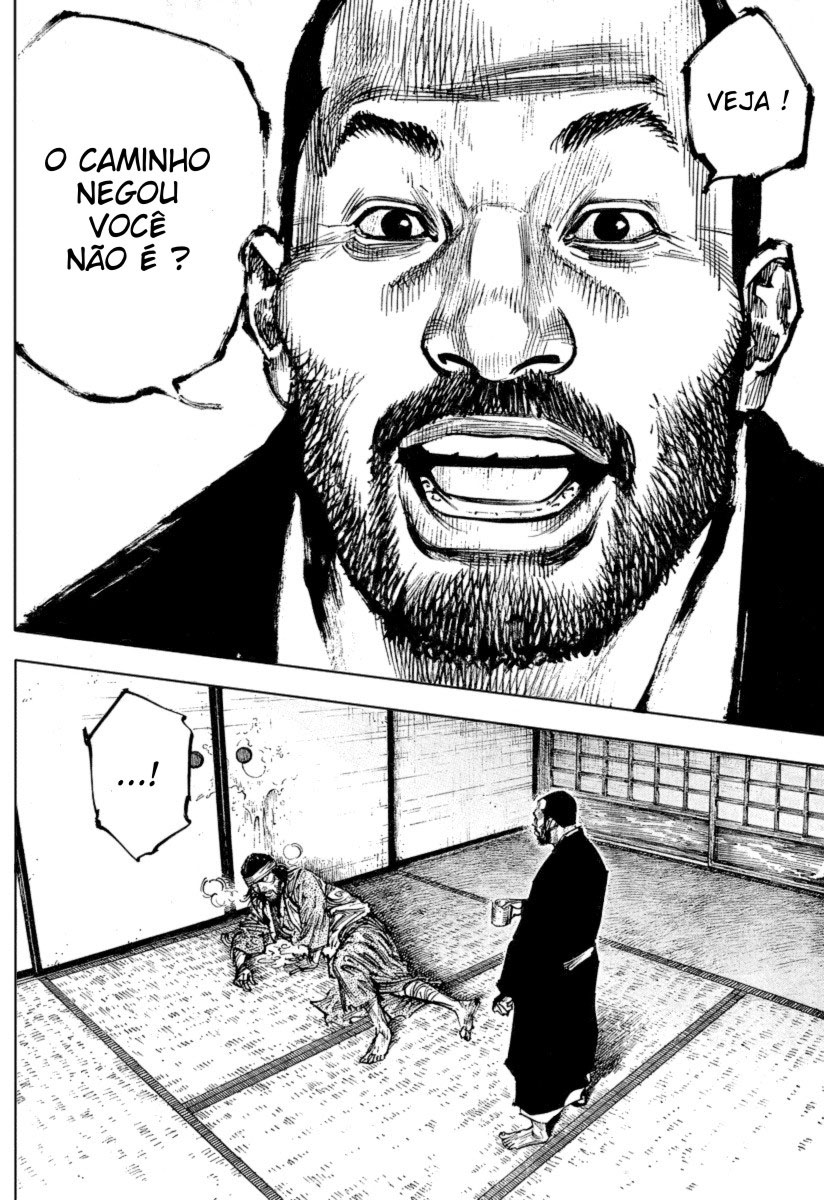 VEJA !
O CAMINHO
NEGOU
VOCÊ
NÃO É ?
...!